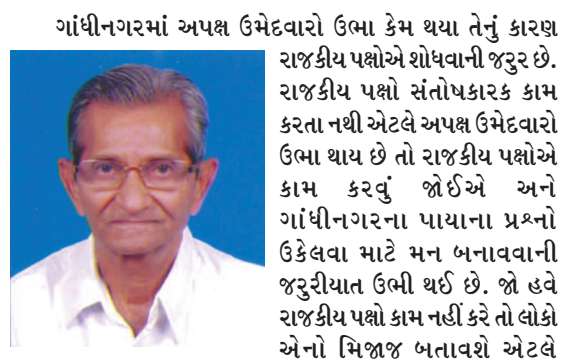 ગાંધીનગરમાં અપક્ષ ઉમેદવારો ઉભા કેમ થયા તેનું કારણ
રાજકીય પક્ષોએ શોધવાની જરુર છે.
રાજકીય પક્ષો સંતોષકારક કામ
કરતા નથી એટલે અપક્ષ ઉમેદવારો
ઉભા થાય છે તો રાજકીય પક્ષોએ
કામ કરવું જોઈએ અને
ગાંધીનગરના પાયાના પ્રશ્નો
ઉકેલવા માટે મન બનાવવાની
જરુરીયાત ઉભી થઈ છે. જો હવે
રાજકીય પક્ષો કામ નહીં કરે તો લોકો
એનો મિજાજ બતાવશે એટલે